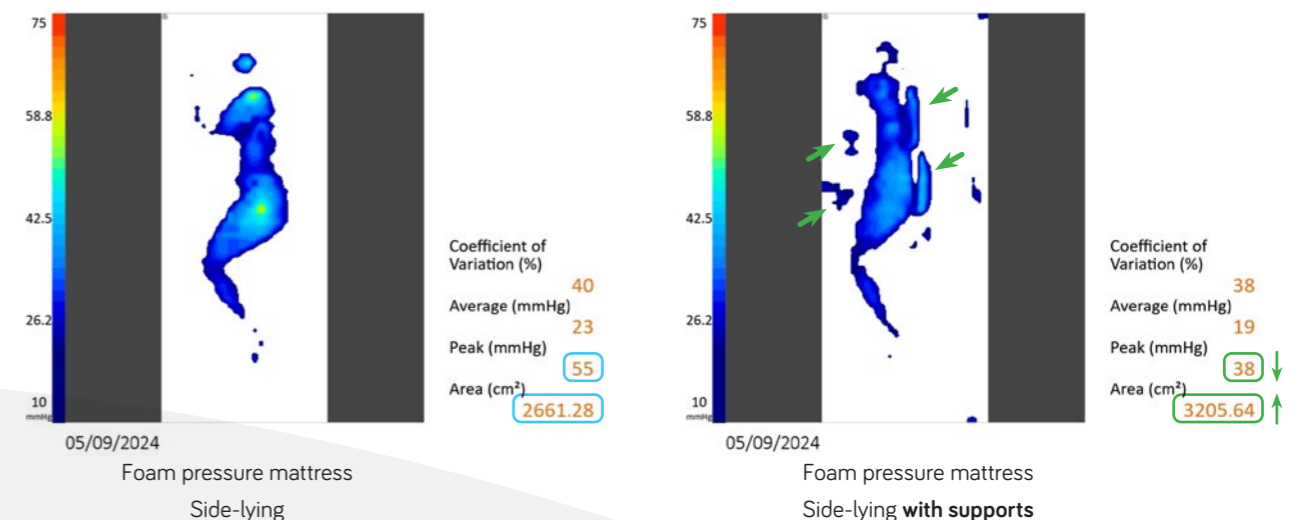 75
58.8
42.5
26.2
10
mmHg
Coefficient of
Variation (%)
40
Average (mmHg)
23
Peak (mmHg)
55
Area (cm²)
2661.28
05/09/2024
Foam pressure mattress
Side-lying
75
58.8
42.5
26.2
10
mmHg
Coefficient of
Variation (%)
38
Average (mmHg)
19
Peak (mmHg)
38
Area (cm²)
3205.64
05/09/2024
Foam pressure mattress
Side-lying with supports